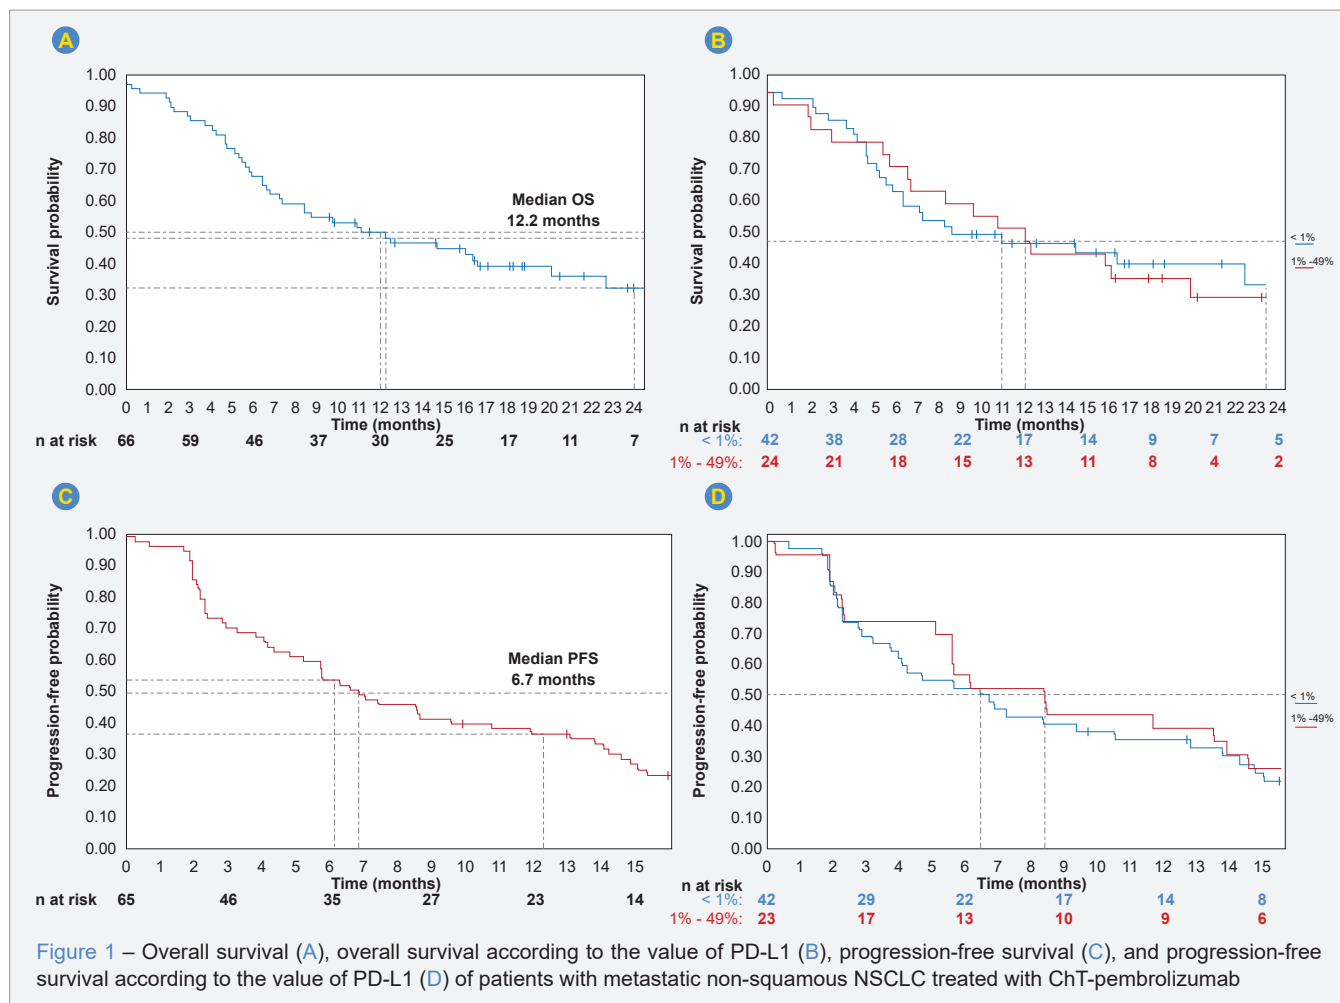 A
1.00
0.90
0.80
0.70
0.60
0.50
0.40
0.30
0.20
0.10
0.00
Survival probability
Median OS
12.2 months
0 1 2 3 4 5 6 7 8 9 10 11 12 13 14 15 16 17 18 19 20 21 22 23 24
Time (months)
n at risk
66 59 46 37 30 25 17 11 7
B
1.00
0.90
0.80
0.70
0.60
0.50
0.40
0.30
0.20
0.10
0.00
Survival probability
< 1%
1% -49%
0 1 2 3 4 5 6 7 8 9 10 11 12 13 14 15 16 17 18 19 20 21 22 23 24
Time (months)
n at risk
< 1%: 42 38 28 22 17 14 9 7 5
1% - 49%: 24 21 18 15 13 11 8 4 2
C
1.00
0.90
0.80
0.70
0.60
0.50
0.40
0.30
0.20
0.10
0.00
Progression-free probability
Median PFS
6.7 months
0 1 2 3 4 5 6 7 8 9 10 11 12 13 14 15
Time (months)
n at risk 65 46 35 27 23 14
D
1.00
0.90
0.80
0.70
0.60
0.50
0.40
0.30
0.20
0.10
0.00
Progression-free probability
< 1%
1% -49%
0 1 2 3 4 5 6 7 8 9 10 11 12 13 14 15
Time (months)
n at risk
< 1%: 42 29 22 17 14 8
1% - 49%: 23 17 13 10 9 6
Figure 1 – Overall survival (A), overall survival according to the value of PD-L1 (B), progression-free survival (C), and progression-free
survival according to the value of PD-L1 (D) of patients with metastatic non-squamous NSCLC treated with ChT-pembrolizumab